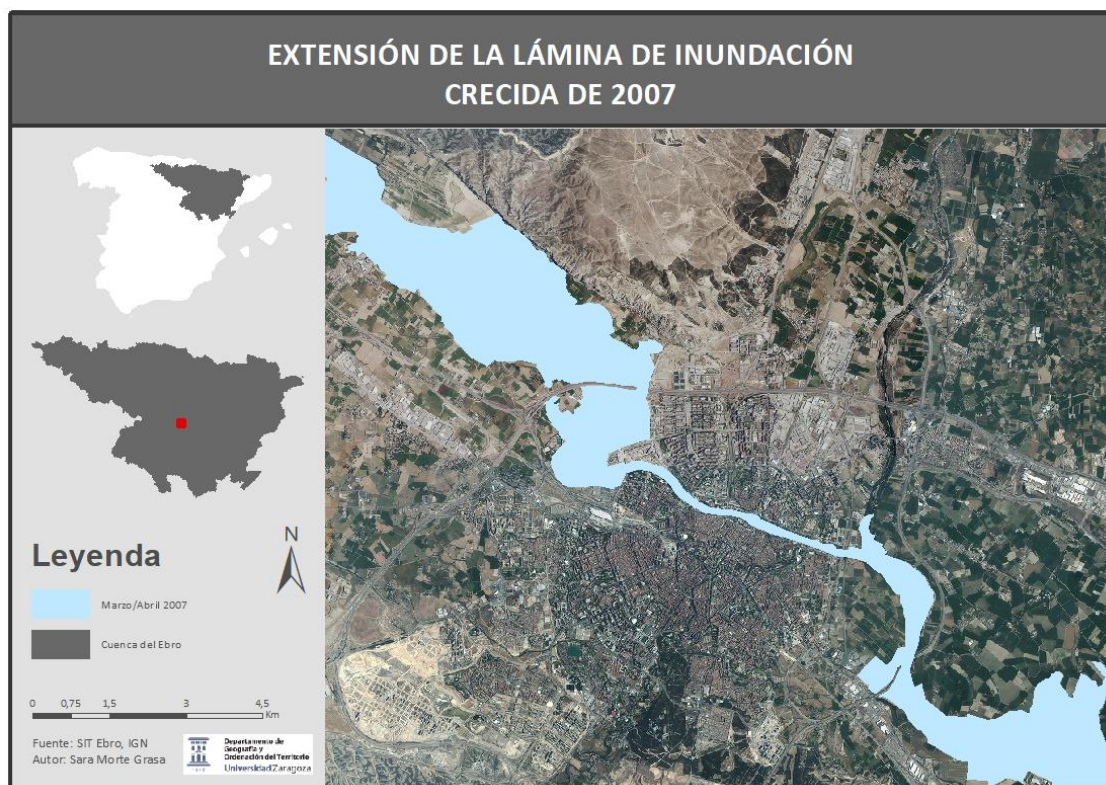 EXTENSIÓN DE LA LÁMINA DE INUNDACIÓN
CRECIDA DE 2007
N
Leyenda
Marzo/Abril 2007
Cuenca del Ebro
0 0,75 1,5 3 4,5
Km
Fuente: SIT Ebro, IGN
Autor: Sara Morte Grasa
Departamento de
Geografía y
Ordenación del Territorio
Universidad Zaragoza